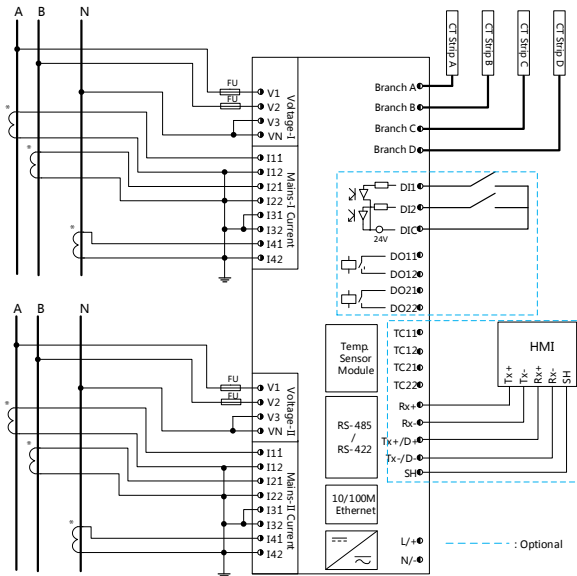 A B N
CT Strip A
CT Strip B
CT Strip C
CT Strip D
FU
FU
V1
V2
V3
VN
Voltage-I
I11
I12
I21
I22
I31
I32
I41
I42
Mains-I Current
*
*
*
Branch A
Branch B
Branch C
Branch D
DI1
DI2
DIC
24V
DO11
DO12
DO21
DO22
A B N
FU
FU
V1
V2
V3
VN
Voltage-II
I11
I12
I21
I22
I31
I32
I41
I42
Mains-II Current
*
*
*
Temp.
Sensor
Module
TC11
TC12
TC21
TC22
RS-485
/
RS-422
Rx+
Rx-
Tx+/D+
Tx-/D-
SH
HMI
Tx+
Tx-
Rx+
Rx-
SH
10/100M
Ethernet
L/+
N/-
: Optional